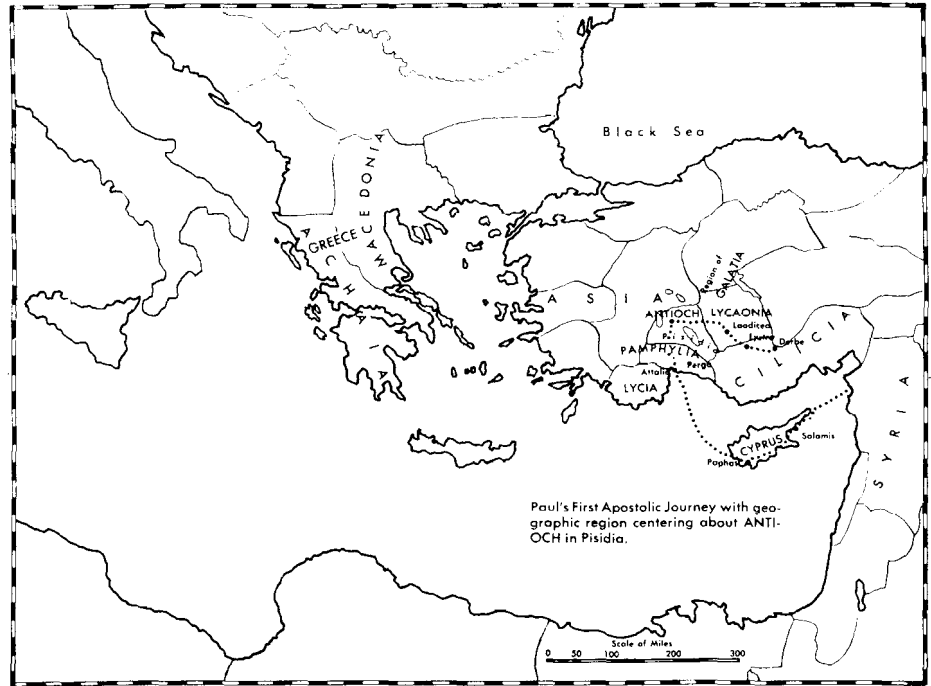 Black Sea
MACEDONIA
GREECE
ACHAIA
Region of
GALATIA
ASIA
ANTIOCH
LYCAONIA
Laodicea
Lystra
Derbe
Pisidia
PAMPHYLIA
Perga
Attalia
LYCIA
CILICIA
CYPRUS
Salamis
Paphos
SYRIA
Paul's First Apostolic Journey with geo-
graphic region centering about ANTI-
OCH in Pisidia.
Scale of Miles
0 50 100 200 300